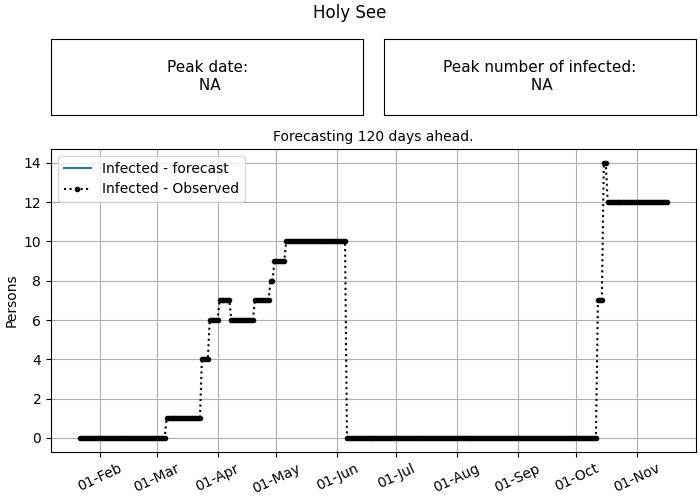 Holy See
Peak date:
NA
Peak number of infected:
NA
Forecasting 120 days ahead.
Infected - forecast
Infected - Observed
Persons
14
12
10
8
6
4
2
0
01-Feb
01-Mar
01-Apr
01-May
01-Jun
01-Jul
01-Aug
01-Sep
01-Oct
01-Nov